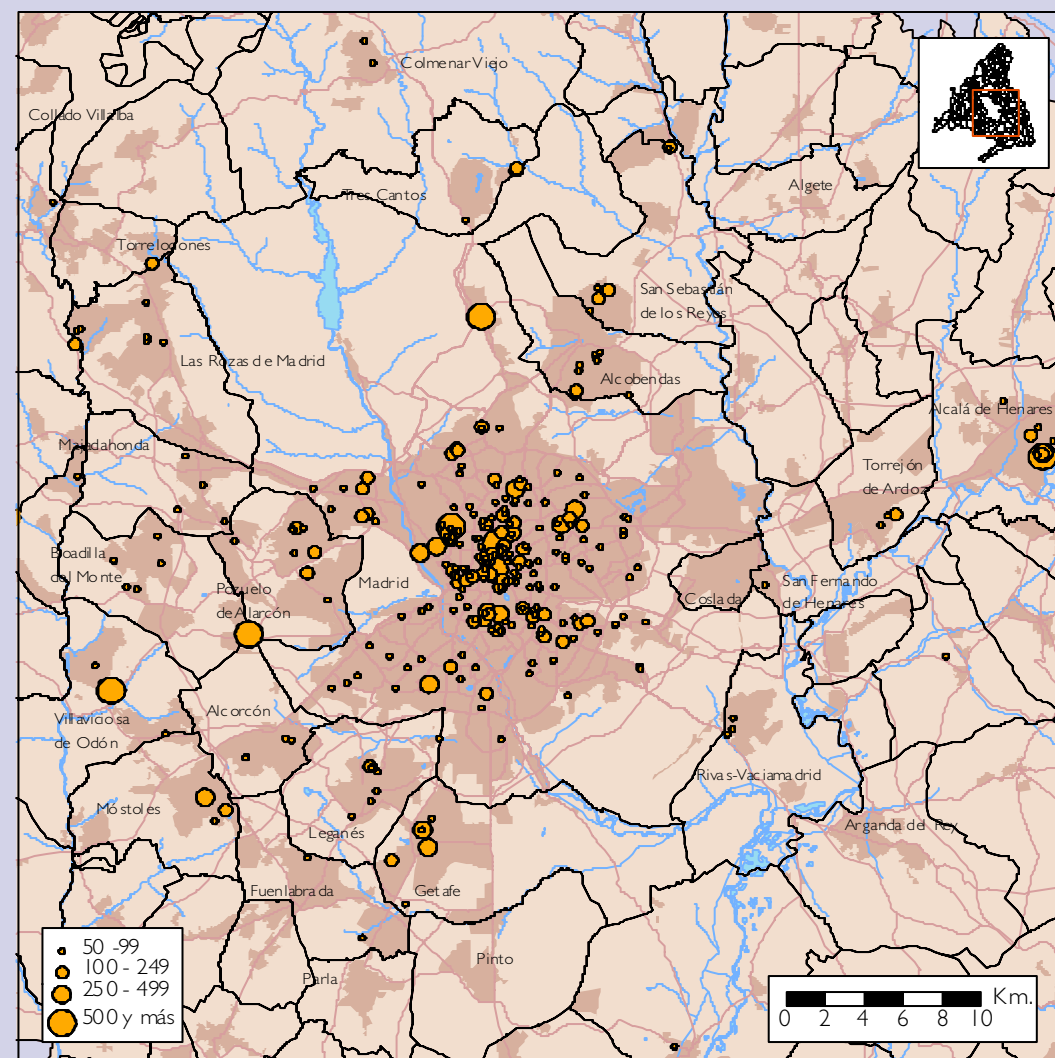 Colmenar Viejo
Collado Villalba
Algete
Tres Cantos
Torrelodones
San Sebastián
de los Reyes
Las Rozas de Madrid
Alcobendas
Alcalá de Henares
Majadahonda
Torrejón
de Ardoz
Boadilla
del Monte
Madrid
Pozuelo
de Alarcón
San Fernando
de Henares
Coslada
Alcorcón
Villaviciosa
de Odón
Rivas-Vaciamadrid
Móstoles
Leganés
Arganda del Rey
Fuenlabrada
Getafe
Pinto
Parla
50 -99
100 - 249
250 - 499
500 y más
Km.
0 2 4 6 8 10